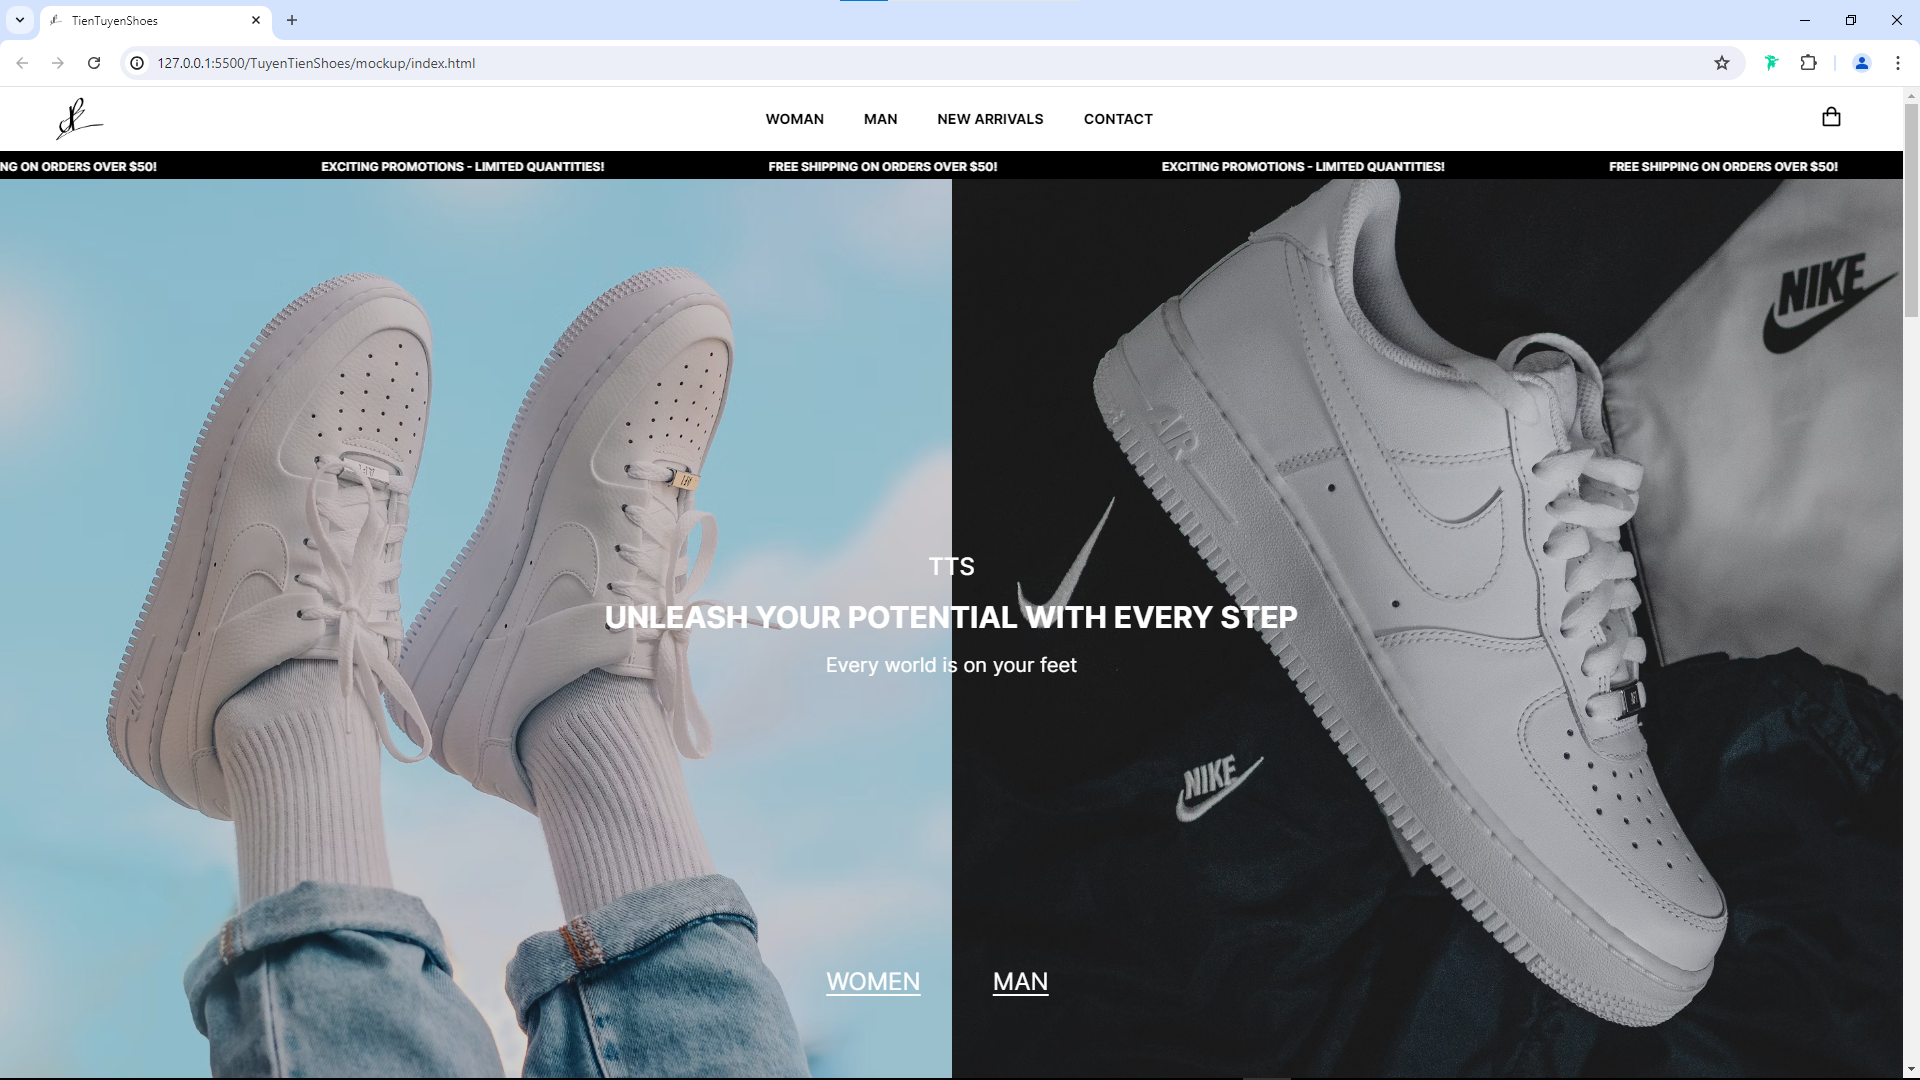 TienTuyenShoes
127.0.0.1:5500/TuyenTienShoes/mockup/index.html
WOMAN MAN NEW ARRIVALS CONTACT
NG ON ORDERS OVER $50! EXCITING PROMOTIONS - LIMITED QUANTITIES! FREE SHIPPING ON ORDERS OVER $50! EXCITING PROMOTIONS - LIMITED QUANTITIES! FREE SHIPPING ON ORDERS OVER $50!
NIKE
AIR
AF1
AF1
TTS
UNLEASH YOUR POTENTIAL WITH EVERY STEP
Every world is on your feet
NIKE
WOMEN MAN